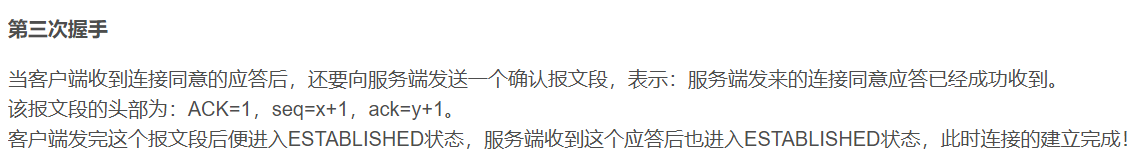 第三次握手
当客户端收到连接同意的应答后，还要向服务端发送一个确认报文段，表示：服务端发来的连接同意应答已经成功收到。
该报文段的头部为：ACK=1，seq=x+1，ack=y+1。
客户端发完这个报文段后便进入ESTABLISHED状态，服务端收到这个应答后也进入ESTABLISHED状态，此时连接的建立完成！